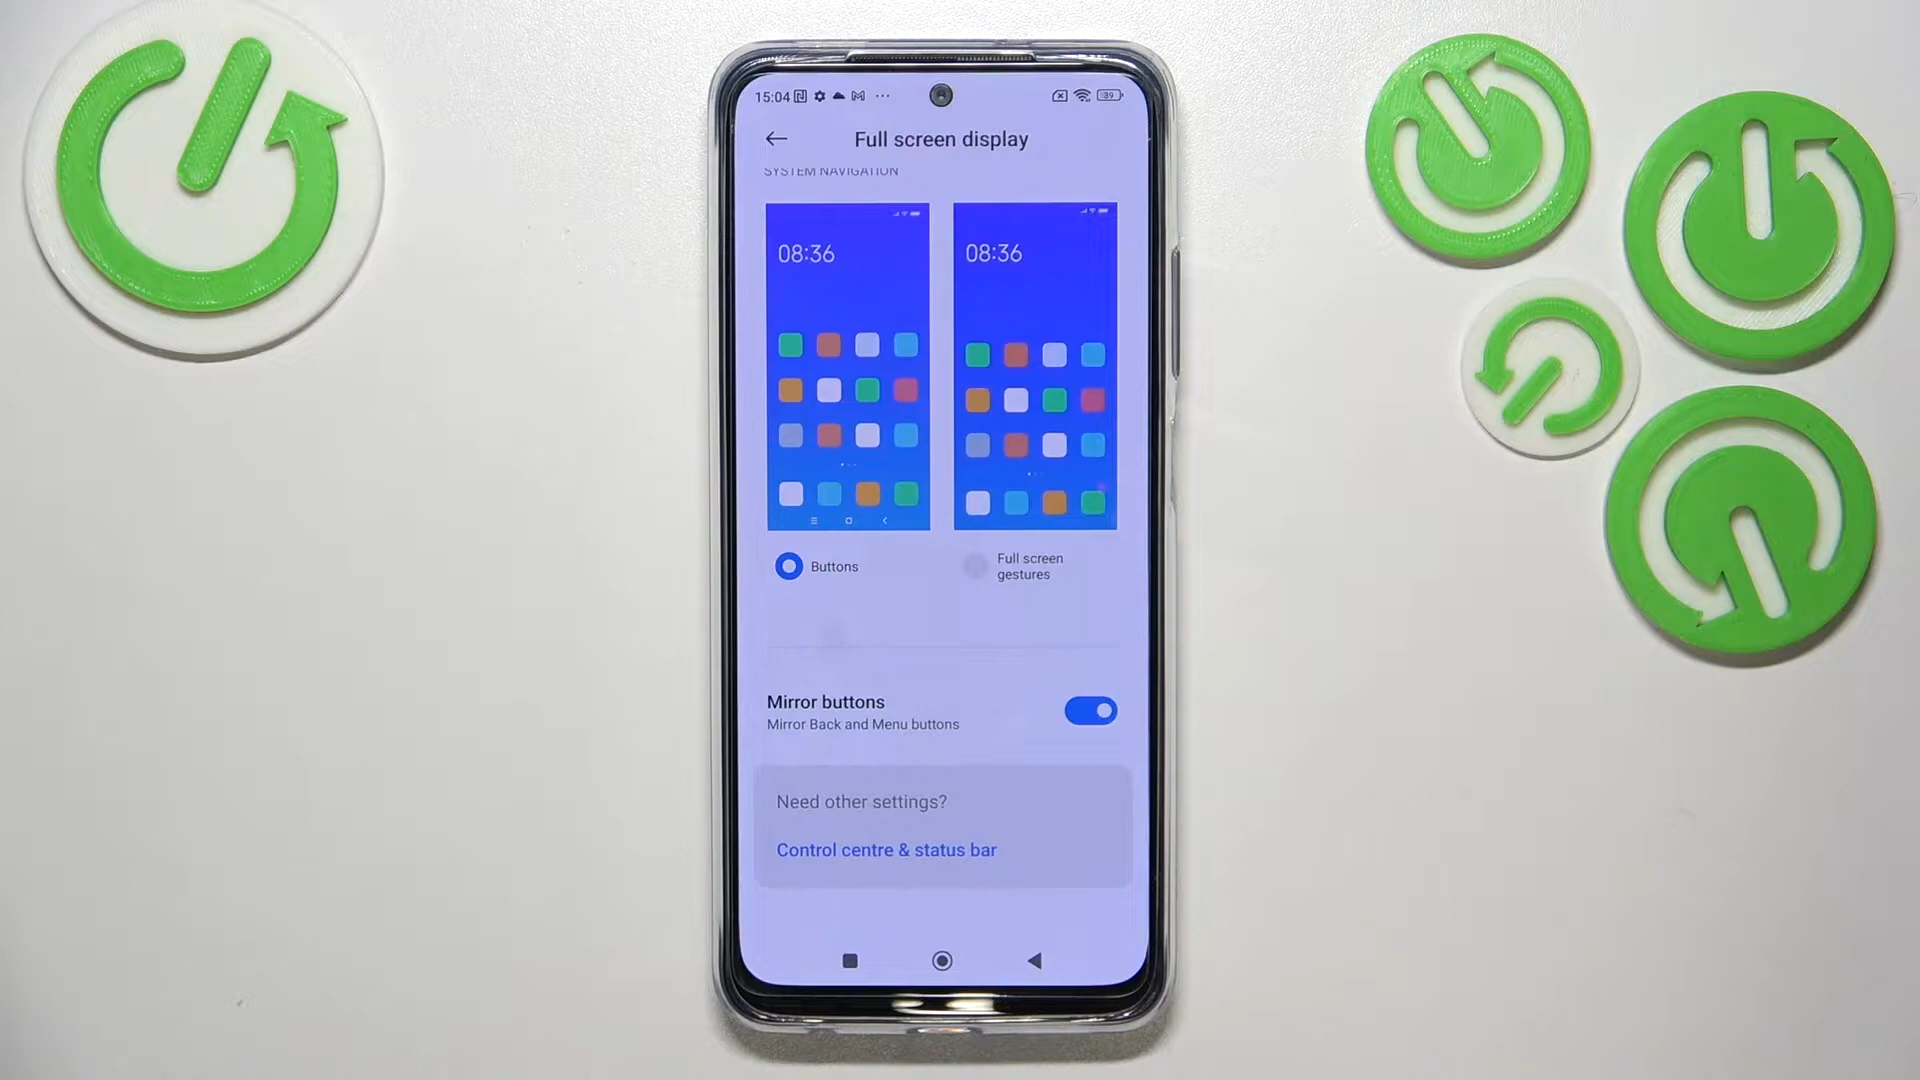 15:04
39
Full screen display
SYSTEM NAVIGATION
08:36
08:36
Buttons
Full screen
gestures
Mirror buttons
Mirror Back and Menu buttons
Need other settings?
Control centre & status bar